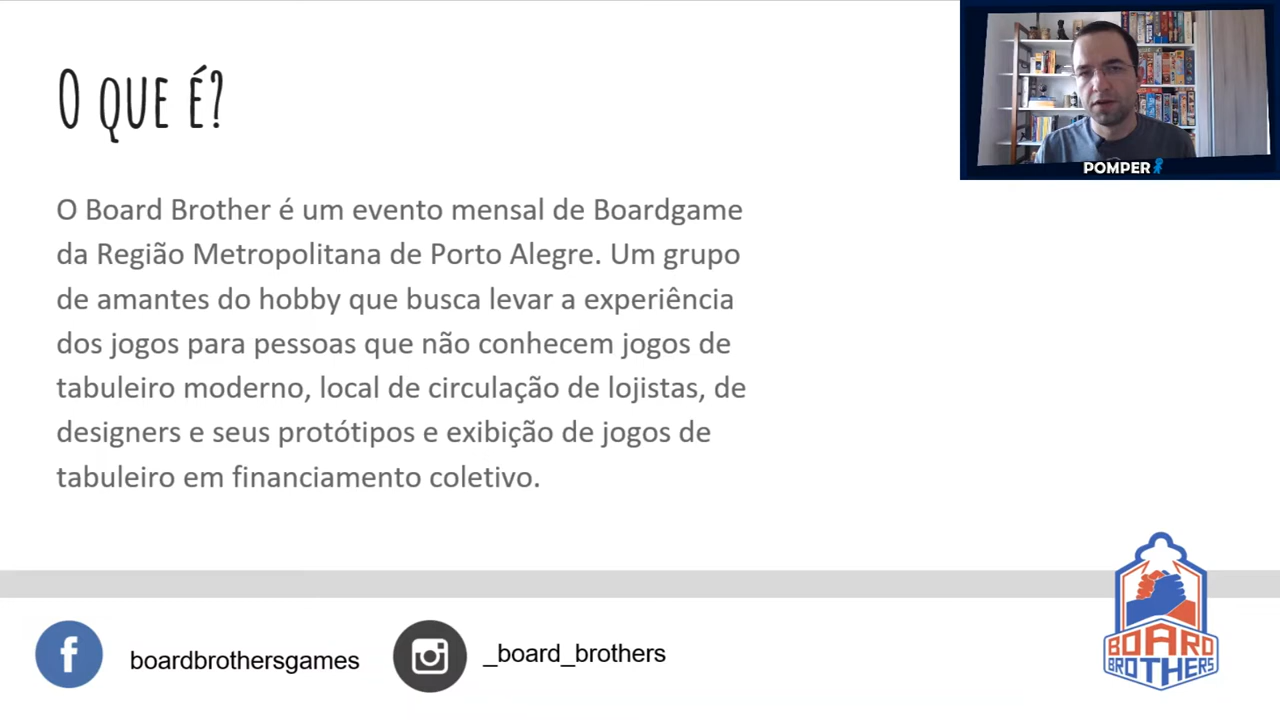 O QUE É?
POMPER
O Board Brother é um evento mensal de Boardgame
da Região Metropolitana de Porto Alegre. Um grupo
de amantes do hobby que busca levar a experiência
dos jogos para pessoas que não conhecem jogos de
tabuleiro moderno, local de circulação de lojistas, de
designers e seus protótipos e exibição de jogos de
tabuleiro em financiamento coletivo.
boardbrothersgames
_board_brothers
BOARD
BROTHERS